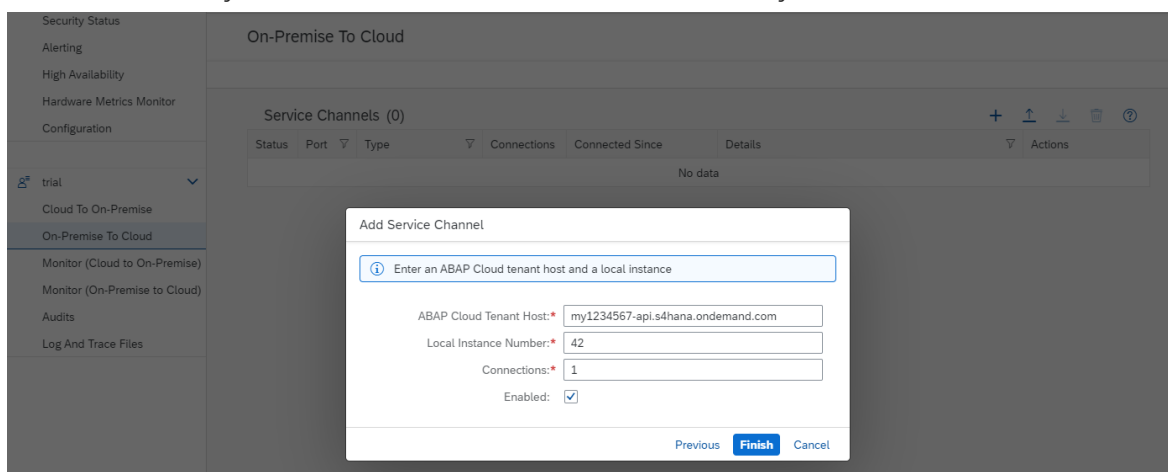 Security Status
Alerting
High Availability
Hardware Metrics Monitor
Configuration
trial
Cloud To On-Premise
On-Premise To Cloud
Monitor (Cloud to On-Premise)
Monitor (On-Premise to Cloud)
Audits
Log And Trace Files
On-Premise To Cloud
Service Channels (0)
Status Port Type Connections Connected Since Details Actions
No data
Add Service Channel
Enter an ABAP Cloud tenant host and a local instance
ABAP Cloud Tenant Host:* my1234567-api.s4hana.ondemand.com
Local Instance Number:* 42
Connections:* 1
Enabled:
Previous Finish Cancel